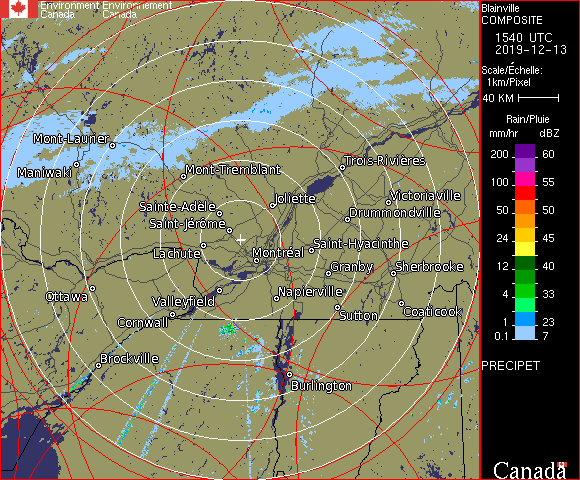 Environment Environnement
Canada Canada
Blainville
COMPOSITE
1540 UTC
2019-12-13
Scale/Échelle:
1km/Pixel
40 KM
Rain/Pluie
mm/hr dBZ
200 60
100 55
50 50
24 45
12 40
4 33
1 23
0.1 7
PRECIPET
Mont-Laurier
Maniwaki
Mont-Tremblant
Trois-Rivières
Joliette
Victoriaville
Sainte-Adèle
Drummondville
Saint-Jérôme
Saint-Hyacinthe
Lachute
Montréal
Granby
Sherbrooke
Ottawa
Valleyfield
Napierville
Sutton
Coaticook
Cornwall
Brockville
Burlington
Canada